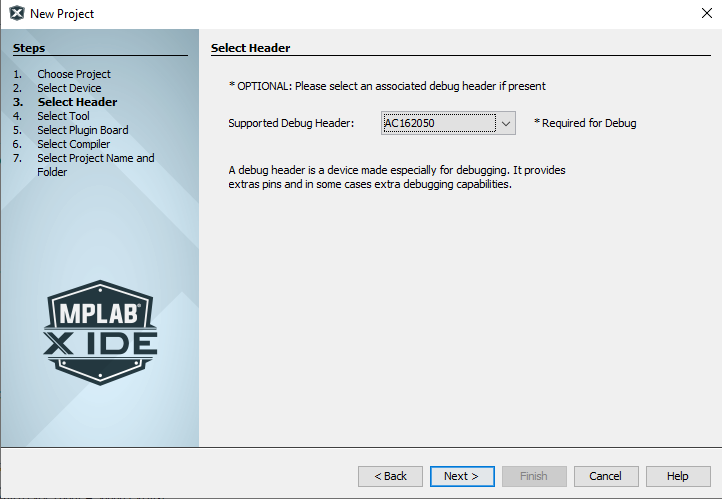 New Project
Steps
1. Choose Project
2. Select Device
3. Select Header
4. Select Tool
5. Select Plugin Board
6. Select Compiler
7. Select Project Name and
Folder
MPLAB®
X IDE
Select Header
* OPTIONAL: Please select an associated debug header if present
Supported Debug Header: AC162050 * Required for Debug
A debug header is a device made especially for debugging. It provides
extras pins and in some cases extra debugging capabilities.
< Back Next > Finish Cancel Help